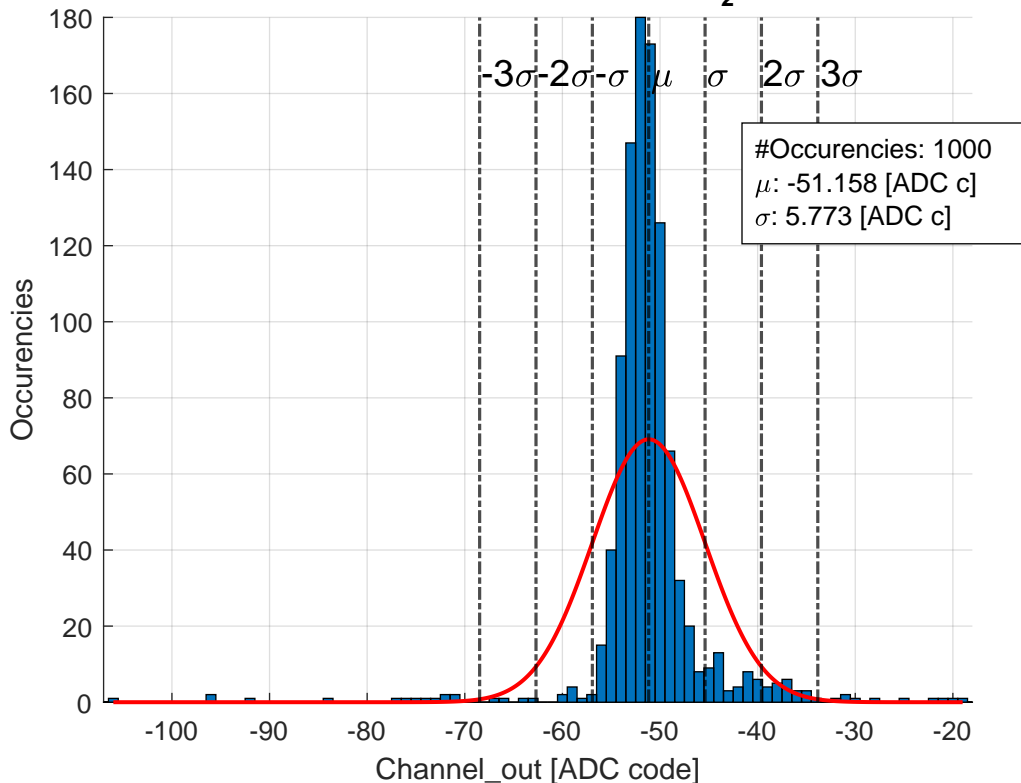 2
180
-3σ -2σ -σ μ σ 2σ 3σ
160
#Occurencies: 1000
μ: -51.158 [ADC c]
σ: 5.773 [ADC c]
140
120
100
80
60
40
20
0
Occurencies
-100 -90 -80 -70 -60 -50 -40 -30 -20
Channel_out [ADC code]